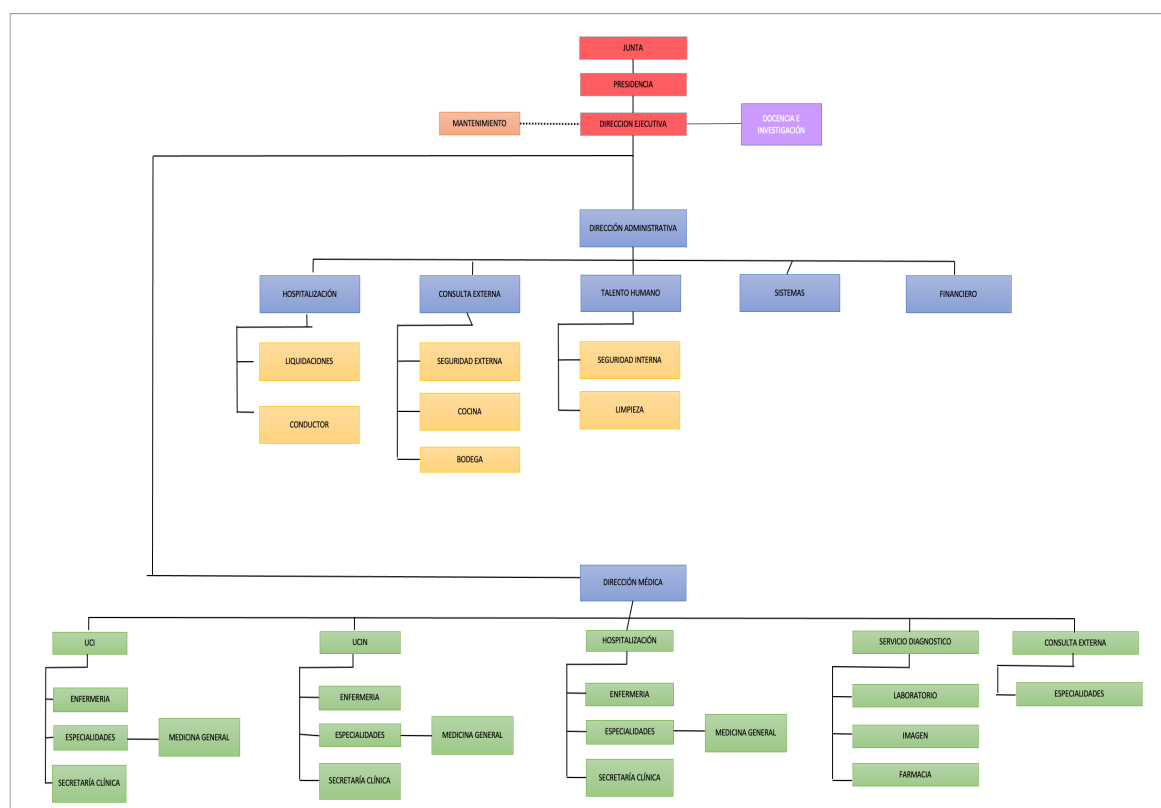 JUNTA
PRESIDENCIA
MANTENIMIENTO
DIRECCION EJECUTIVA
DOCENCIA E
INVESTIGACIÓN
DIRECCIÓN ADMINISTRATIVA
HOSPITALIZACIÓN
CONSULTA EXTERNA
TALENTO HUMANO
SISTEMAS
FINANCIERO
LIQUIDACIONES
SEGURIDAD EXTERNA
SEGURIDAD INTERNA
CONDUCTOR
COCINA
LIMPIEZA
BODEGA
DIRECCIÓN MÉDICA
UCI
UCIN
HOSPITALIZACIÓN
SERVICIO DIAGNOSTICO
CONSULTA EXTERNA
ENFERMERIA
ENFERMERIA
ENFERMERIA
LABORATORIO
ESPECIALIDADES
ESPECIALIDADES
MEDICINA GENERAL
ESPECIALIDADES
MEDICINA GENERAL
ESPECIALIDADES
MEDICINA GENERAL
IMAGEN
SECRETARÍA CLÍNICA
SECRETARÍA CLÍNICA
SECRETARÍA CLÍNICA
FARMACIA